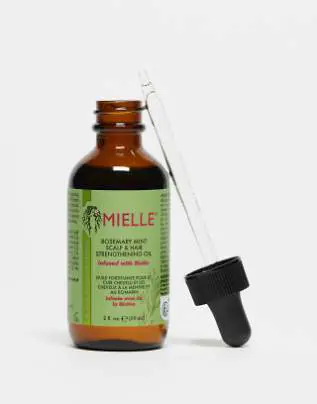 MIELLE
ROSEMARY MINT
SCALP & HAIR
STRENGTHENING OIL
Infused with Biotin
HUILE FORTIFIANTE POUR LE
CUIR CHEVELU ET LES
CHEVEUX À LA MENTHE ET
AU ROMARIN
Infusée avec de
la Biotine
2 fl oz ℮ (59 ml)